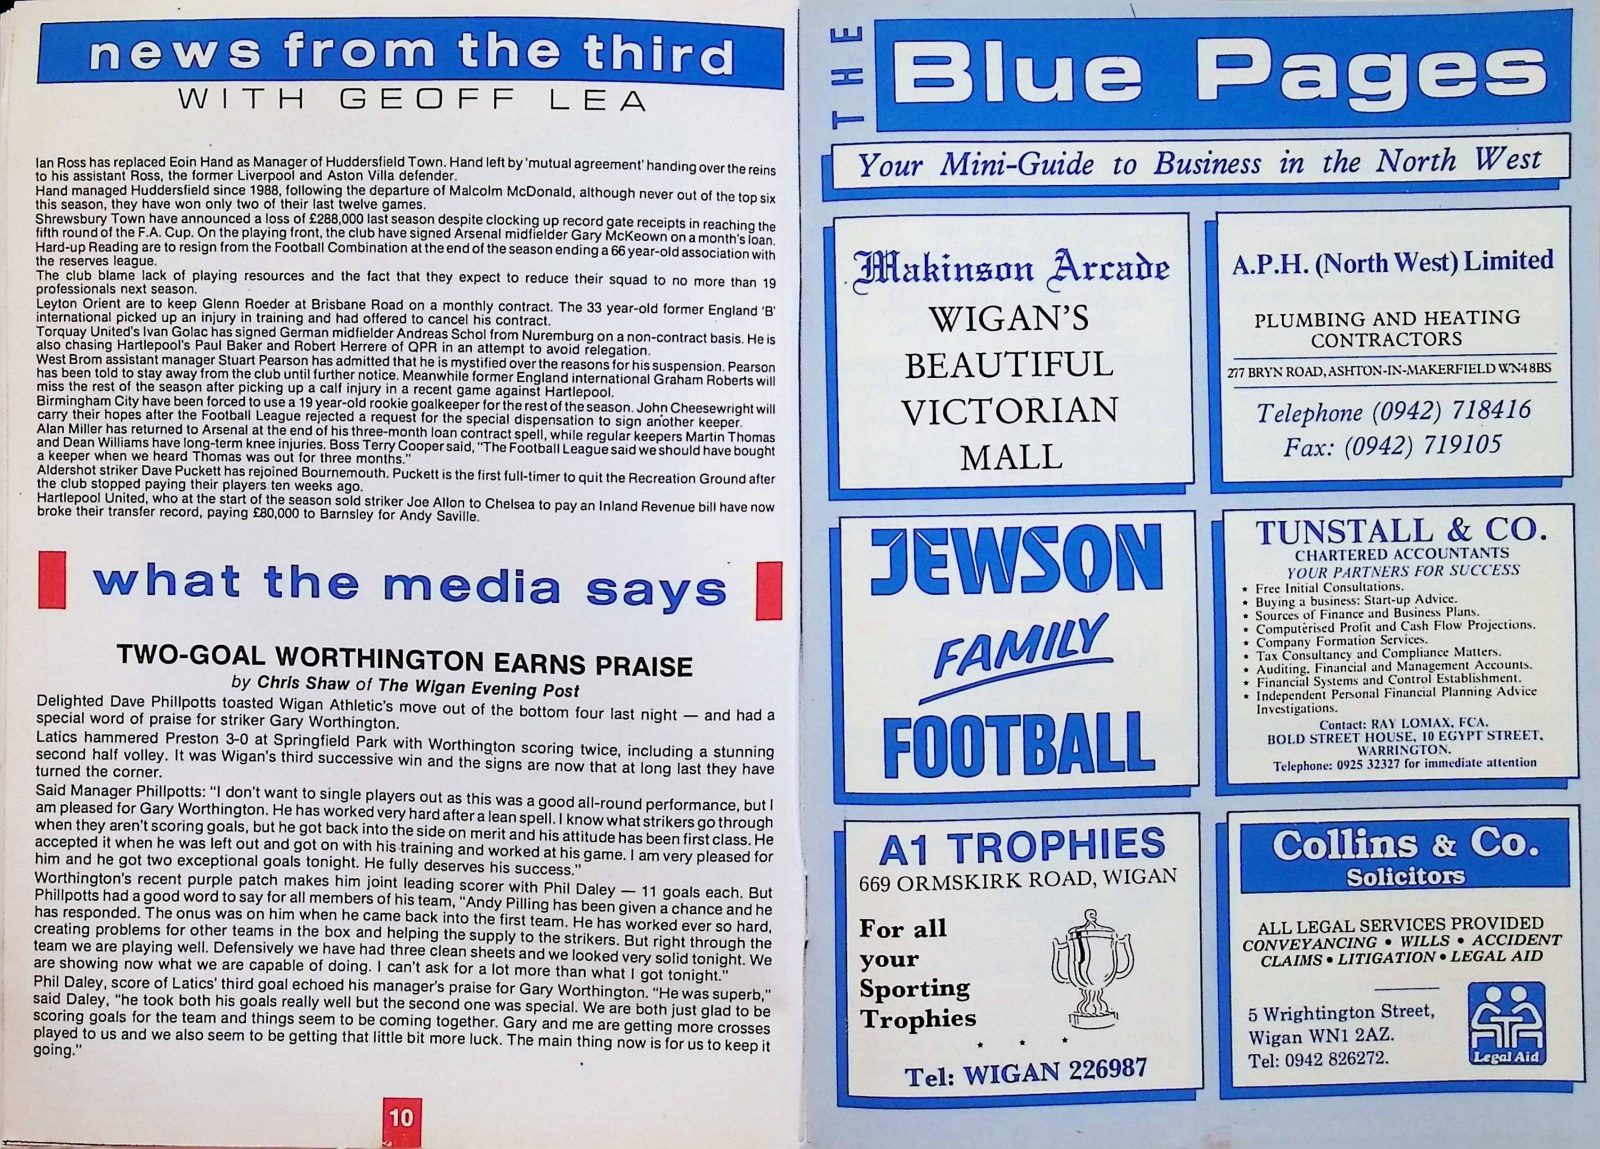 news from the third
WITH GEOFF LEA
Ian Ross has replaced Eoin Hand as Manager of Huddersfield Town. Hand left by 'mutual agreement' handing over the reins
to his assistant Ross, the former Liverpool and Aston Villa defender.
Hand managed Huddersfield since 1988, following the departure of Malcolm McDonald, although never out of the top six
this season, they have won only two of their last twelve games.
Shrewsbury Town have announced a loss of £288,000 last season despite clocking up record gate receipts in reaching the
fifth round of the F.A. Cup. On the playing front, the club have signed Arsenal midfielder Gary McKeown on a month's loan.
Hard-up Reading are to resign from the Football Combination at the end of the season ending a 66 year-old association with
the reserves league.
The club blame lack of playing resources and the fact that they expect to reduce their squad to no more than 19
professionals next season.
Leyton Orient are to keep Glenn Roeder at Brisbane Road on a monthly contract. The 33 year-old former England 'B'
international picked up an injury in training and had offered to cancel his contract.
Torquay United's Ivan Golac has signed German midfielder Andreas Schol from Nuremburg on a non-contract basis. He is
also chasing Hartlepool's Paul Baker and Robert Herrere of QPR in an attempt to avoid relegation.
West Brom assistant manager Stuart Pearson has admitted that he is mystified over the reasons for his suspension. Pearson
has been told to stay away from the club until further notice. Meanwhile former England international Graham Roberts will
miss the rest of the season after picking up a calf injury in a recent game against Hartlepool.
Birmingham City have been forced to use a 19 year-old rookie goalkeeper for the rest of the season. John Cheesewright will
carry their hopes after the Football League rejected a request for the special dispensation to sign another keeper.
Alan Miller has returned to Arsenal at the end of his three-month loan contract spell, while regular keepers Martin Thomas
and Dean Williams have long-term knee injuries. Boss Terry Cooper said, "The Football League said we should have bought
a keeper when we heard Thomas was out for three months."
Aldershot striker Dave Puckett has rejoined Bournemouth. Puckett is the first full-timer to quit the Recreation Ground after
the club stopped paying their players ten weeks ago.
Hartlepool United, who at the start of the season sold striker Joe Allon to Chelsea to pay an Inland Revenue bill have now
broke their transfer record, paying £80,000 to Barnsley for Andy Saville.
what the media says
TWO-GOAL WORTHINGTON EARNS PRAISE
by Chris Shaw of The Wigan Evening Post
Delighted Dave Phillpotts toasted Wigan Athletic's move out of the bottom four last night — and had a
special word of praise for striker Gary Worthington.
Latics hammered Preston 3-0 at Springfield Park with Worthington scoring twice, including a stunning
second half volley. It was Wigan's third successive win and the signs are now that at long last they have
turned the corner.
Said Manager Phillpotts: "I don't want to single players out as this was a good all-round performance, but I
am pleased for Gary Worthington. He has worked very hard after a lean spell. I know what strikers go through
when they aren't scoring goals, but he got back into the side on merit and his attitude has been first class. He
accepted it when he was left out and got on with his training and worked at his game. I am very pleased for
him and he got two exceptional goals tonight. He fully deserves his success."
Worthington's recent purple patch makes him joint leading scorer with Phil Daley — 11 goals each. But
Phillpotts had a good word to say for all members of his team, "Andy Pilling has been given a chance and he
has responded. The onus was on him when he came back into the first team. He has worked ever so hard,
creating problems for other teams in the box and helping the supply to the strikers. But right through the
team we are playing well. Defensively we have had three clean sheets and we looked very solid tonight. We
are showing now what we are capable of doing. I can't ask for a lot more than what I got tonight."
Phil Daley, score of Latics' third goal echoed his manager's praise for Gary Worthington. "He was superb,"
said Daley, "he took both his goals really well but the second one was special. We are both just glad to be
scoring goals for the team and things seem to be coming together. Gary and me are getting more crosses
played to us and we also seem to be getting that little bit more luck. The main thing now is for us to keep it
going."
10
THE Blue Pages
Your Mini-Guide to Business in the North West
Makinson Arcade
WIGAN'S
BEAUTIFUL
VICTORIAN
MALL
A.P.H. (North West) Limited
PLUMBING AND HEATING
CONTRACTORS
277 BRYN ROAD, ASHTON-IN-MAKERFIELD WN4 8BS
Telephone (0942) 718416
Fax: (0942) 719105
JEWSON
FAMILY
FOOTBALL
TUNSTALL & CO.
CHARTERED ACCOUNTANTS
YOUR PARTNERS FOR SUCCESS
* Free Initial Consultations.
* Buying a business: Start-up Advice.
* Sources of Finance and Business Plans.
* Computerised Profit and Cash Flow Projections.
* Company Formation Services.
* Tax Consultancy and Compliance Matters.
* Auditing, Financial and Management Accounts.
* Financial Systems and Control Establishment.
* Independent Personal Financial Planning Advice
Investigations.
Contact: RAY LOMAX, FCA.
BOLD STREET HOUSE, 10 EGYPT STREET,
WARRINGTON.
Telephone: 0925 32327 for immediate attention
A1 TROPHIES
669 ORMSKIRK ROAD, WIGAN
For all
your
Sporting
Trophies
* * *
Tel: WIGAN 226987
Collins & Co.
Solicitors
ALL LEGAL SERVICES PROVIDED
CONVEYANCING • WILLS • ACCIDENT
CLAIMS • LITIGATION • LEGAL AID
5 Wrightington Street,
Wigan WN1 2AZ.
Tel: 0942 826272.
Legal Aid